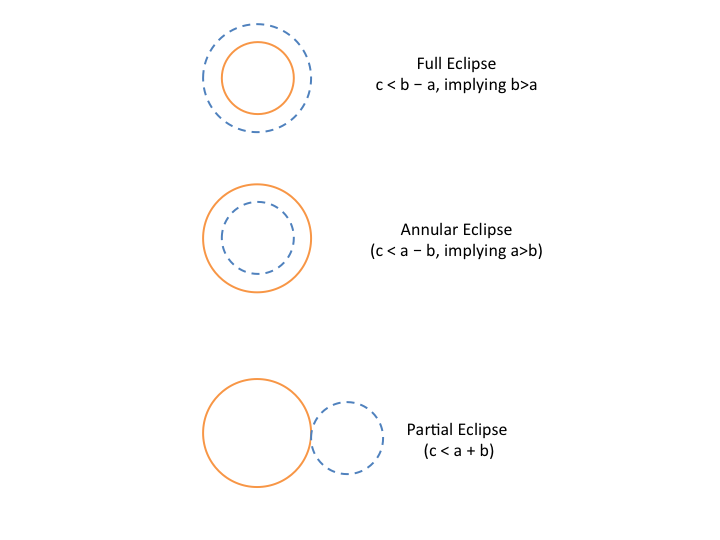 Full Eclipse
c < b − a, implying b>a
Annular Eclipse
(c < a − b, implying a>b)
Partial Eclipse
(c < a + b)